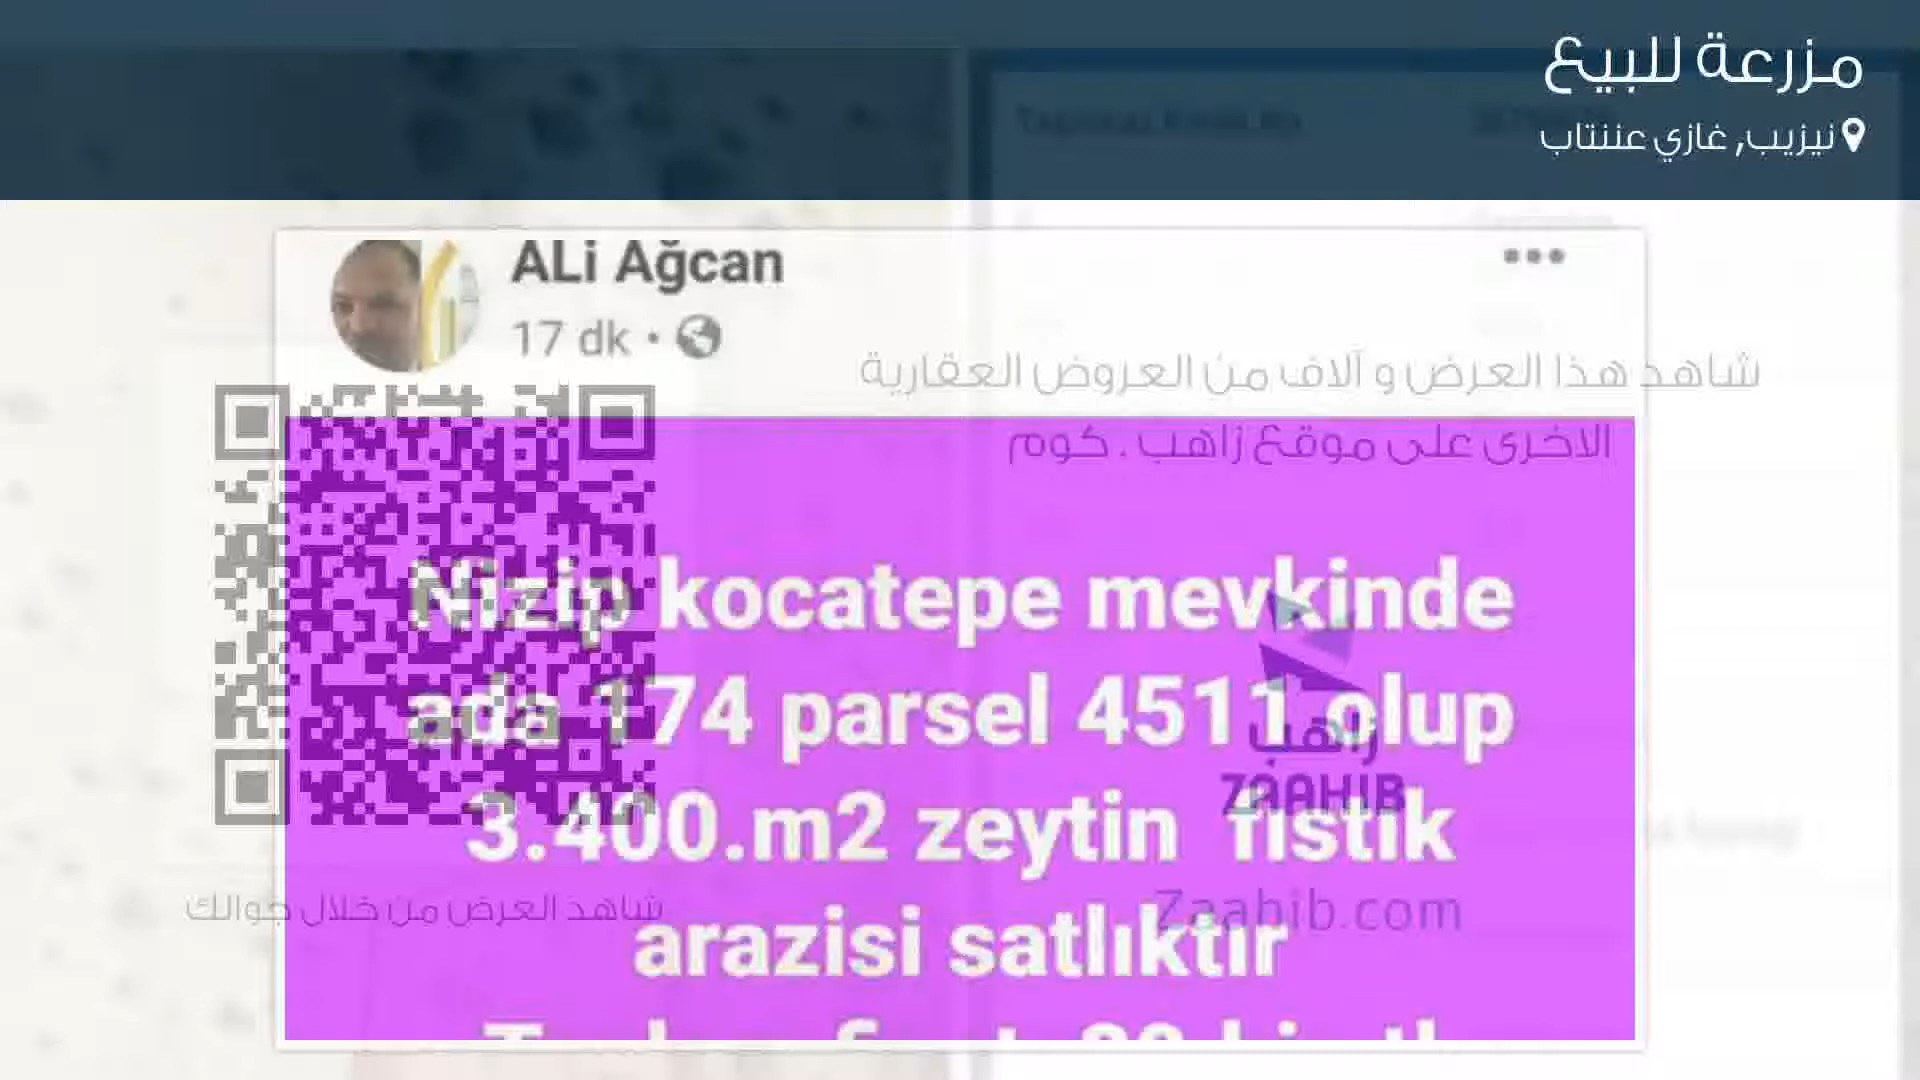 مزرعة للبيع
نيزيب, غازي عننتاب
ALi Ağcan
17 dk
شاهد هذا العرض و آلاف من العروض العقارية
الاخرى على موقع زاهب . كوم
Nizip kocatepe mevkinde
ada 174 parsel 4511 olup
3.400.m2 zeytin fistik
arazisi satlıktır
زاهب
ZAAHIB
Zaahib.com
شاهد العرض من خلال جوالك